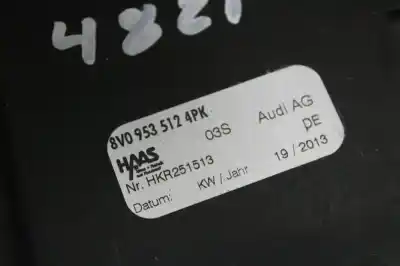 4821
8V0 953 512 4PK
03S Audi AG
HAAS DE
Nr. HKR251513
Datum: KW / Jahr 19 / 2013